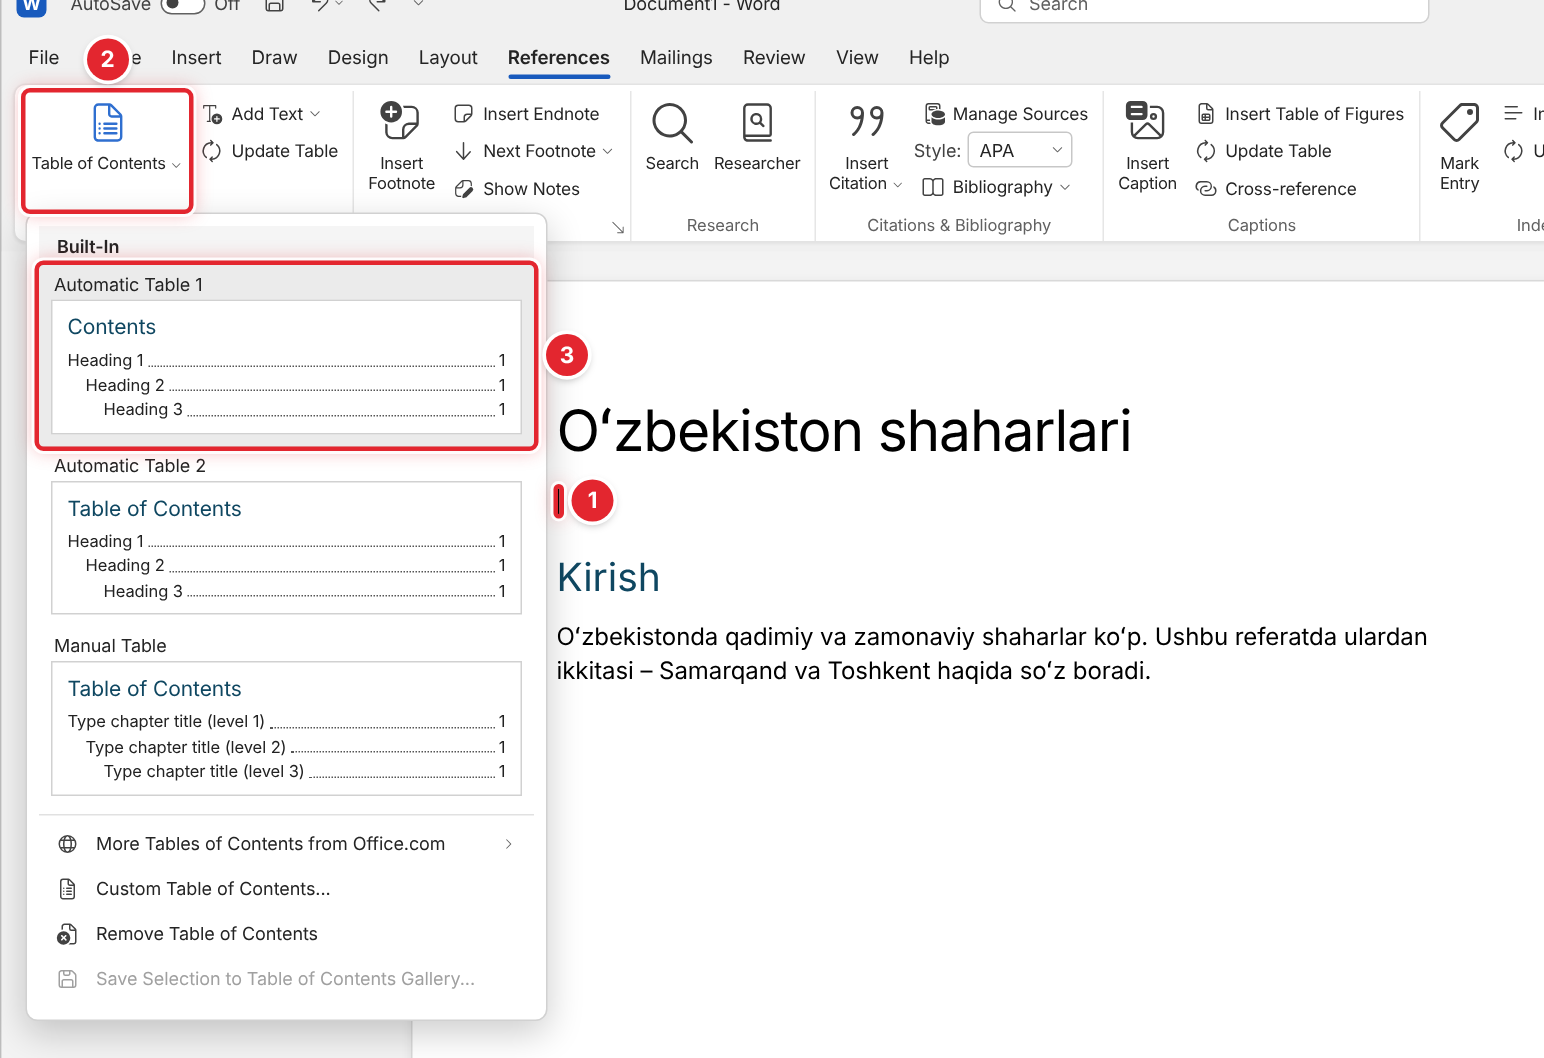 W AutoSave Off Document1 - Word Search
File 2 e Insert Draw Design Layout References Mailings Review View Help
Table of Contents
Add Text
Update Table
Insert Footnote
Insert Endnote
Next Footnote
Show Notes
Search
Researcher
Research
Insert Citation
Manage Sources
Style: APA
Bibliography
Citations & Bibliography
Insert Caption
Insert Table of Figures
Update Table
Cross-reference
Captions
Mark Entry
Built-In
Automatic Table 1
Contents
Heading 1 1
Heading 2 1
Heading 3 1
3
Automatic Table 2
Table of Contents
Heading 1 1
Heading 2 1
Heading 3 1
Manual Table
Table of Contents
Type chapter title (level 1) 1
Type chapter title (level 2) 1
Type chapter title (level 3) 1
More Tables of Contents from Office.com
Custom Table of Contents...
Remove Table of Contents
Save Selection to Table of Contents Gallery...
Oʻzbekiston shaharlari
1
Kirish
Oʻzbekistonda qadimiy va zamonaviy shaharlar koʻp. Ushbu referatda ulardan
ikkitasi – Samarqand va Toshkent haqida soʻz boradi.